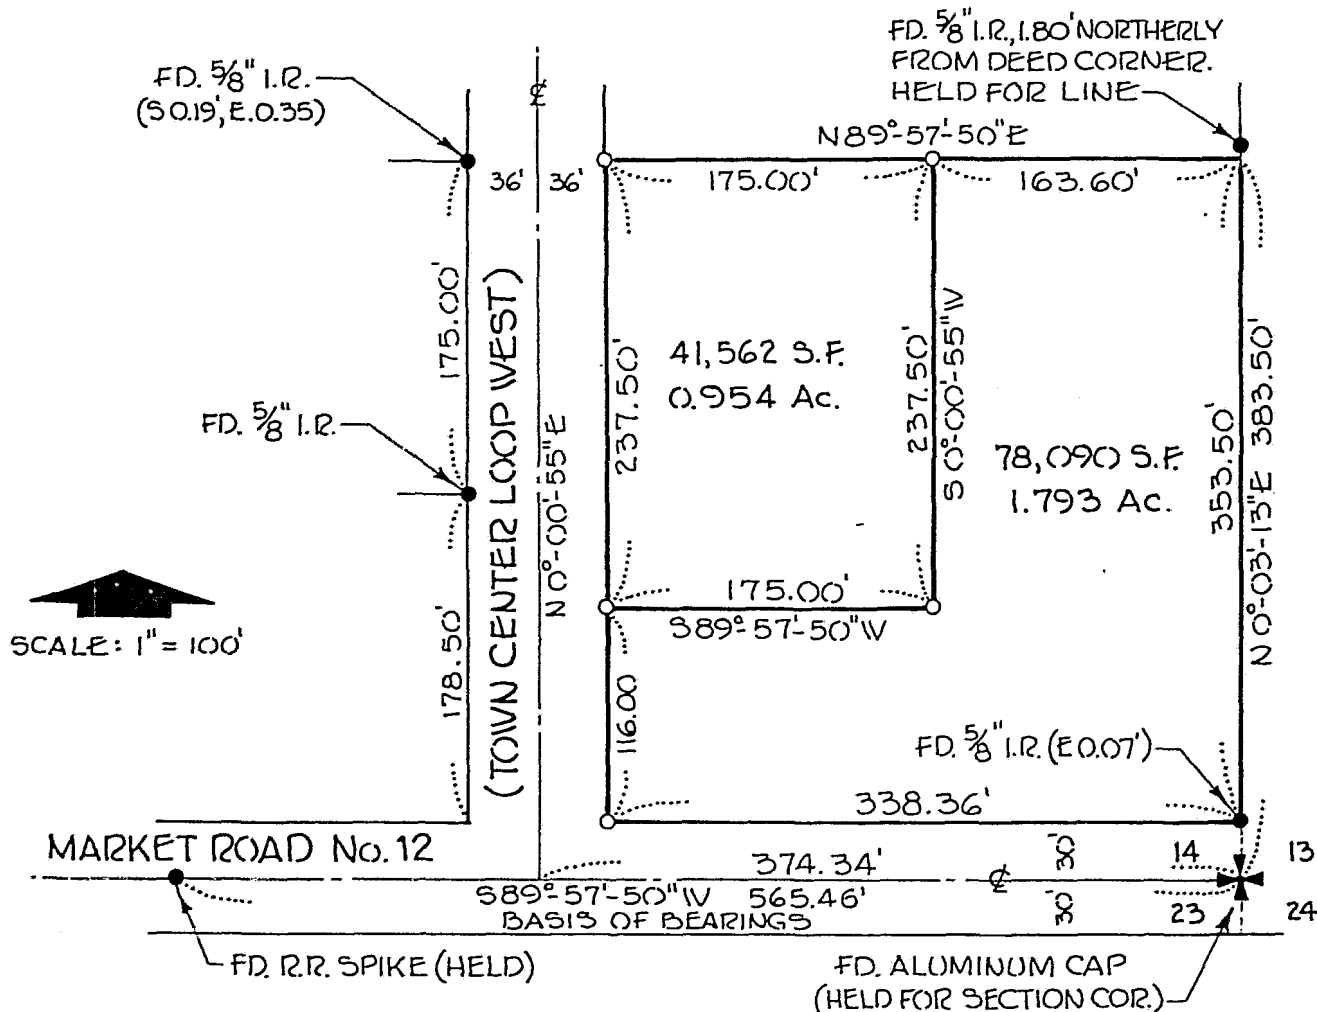 FD. 5/8" I.R., 1.80' NORTHERLY
FROM DEED CORNER.
HELD FOR LINE
FD. 5/8" I.R.
(S 0.19', E. 0.35)
℄
N 89°-57'-50" E
36' 36'
175.00'
163.60'
175.00'
(TOWN CENTER LOOP WEST)
N 0°-00'-55" E
237.50'
41,562 S.F.
0.954 Ac.
237.50'
S 0°-00'-55" W
78,090 S.F.
1.793 Ac.
353.50'
N 0°-03'-13" E 383.50'
FD. 5/8" I.R.
175.00'
S 89°-57'-50" W
SCALE: 1" = 100'
178.50'
116.00
FD. 5/8" I.R. (E 0.07')
338.36'
MARKET ROAD No. 12
374.34'
30'
14
13
℄
S 89°-57'-50" W 565.46'
BASIS OF BEARINGS
30'
23
24
FD. R.R. SPIKE (HELD)
FD. ALUMINUM CAP
(HELD FOR SECTION COR.)